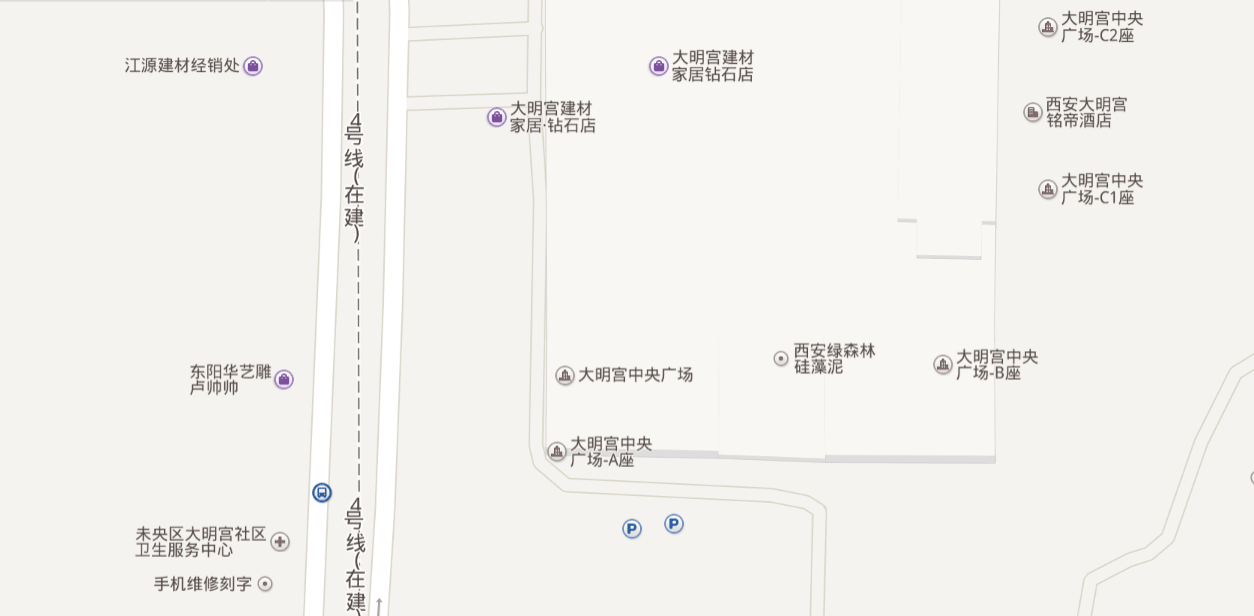 大明宫中央
广场-C2座
江源建材经销处
大明宫建材
家居钻石店
大明宫建材
家居·钻石店
西安大明宫
铭帝酒店
4号线(在建)
大明宫中央
广场-C1座
东阳华艺雕
卢帅帅
大明宫中央广场
西安绿森林
硅藻泥
大明宫中央
广场-B座
大明宫中央
广场-A座
P
P
4号线(在建)
未央区大明宫社区
卫生服务中心
手机维修刻字